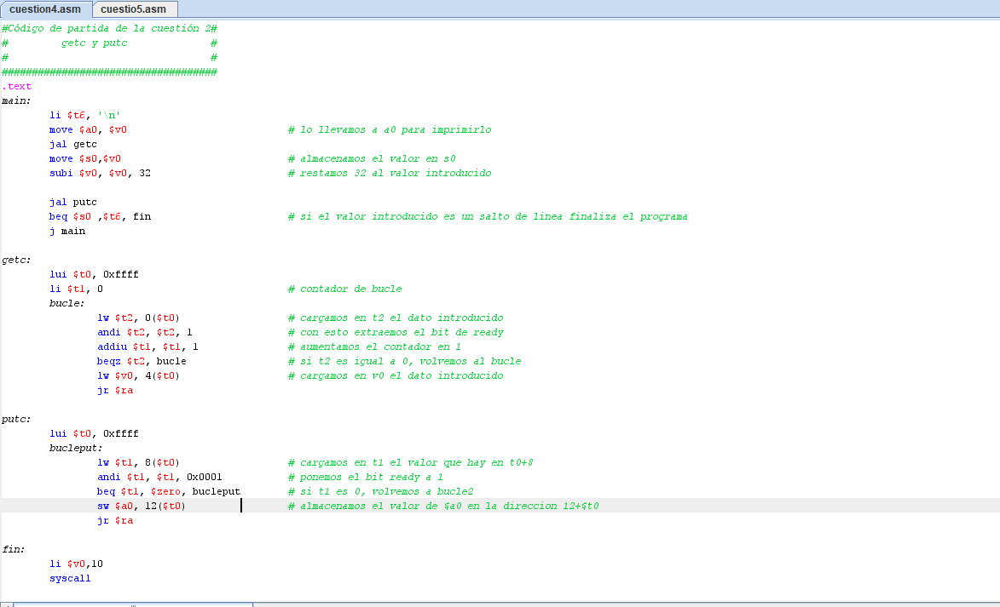 cuestion4.asm cuestio5.asm
#Código de partida de la cuestión 2#
# getc y putc #
# #
####################################
.text
main:
li $t6, '\n'
move $a0, $v0 # lo llevamos a a0 para imprimirlo
jal getc
move $s0,$v0 # almacenamos el valor en s0
subi $v0, $v0, 32 # restamos 32 al valor introducido
jal putc
beq $s0 ,$t6, fin # si el valor introducido es un salto de linea finaliza el programa
j main
getc:
lui $t0, 0xffff
li $t1, 0 # contador de bucle
bucle:
lw $t2, 0($t0) # cargamos en t2 el dato introducido
andi $t2, $t2, 1 # con esto extraemos el bit de ready
addiu $t1, $t1, 1 # aumentamos el contador en 1
beqz $t2, bucle # si t2 es igual a 0, volvemos al bucle
lw $v0, 4($t0) # cargamos en v0 el dato introducido
jr $ra
putc:
lui $t0, 0xffff
bucleput:
lw $t1, 8($t0) # cargamos en t1 el valor que hay en t0+8
andi $t1, $t1, 0x0001 # ponemos el bit ready a 1
beq $t1, $zero, bucleput # si t1 es 0, volvemos a bucle2
sw $a0, 12($t0) # almacenamos el valor de $a0 en la direccion 12+$t0
jr $ra
fin:
li $v0,10
syscall